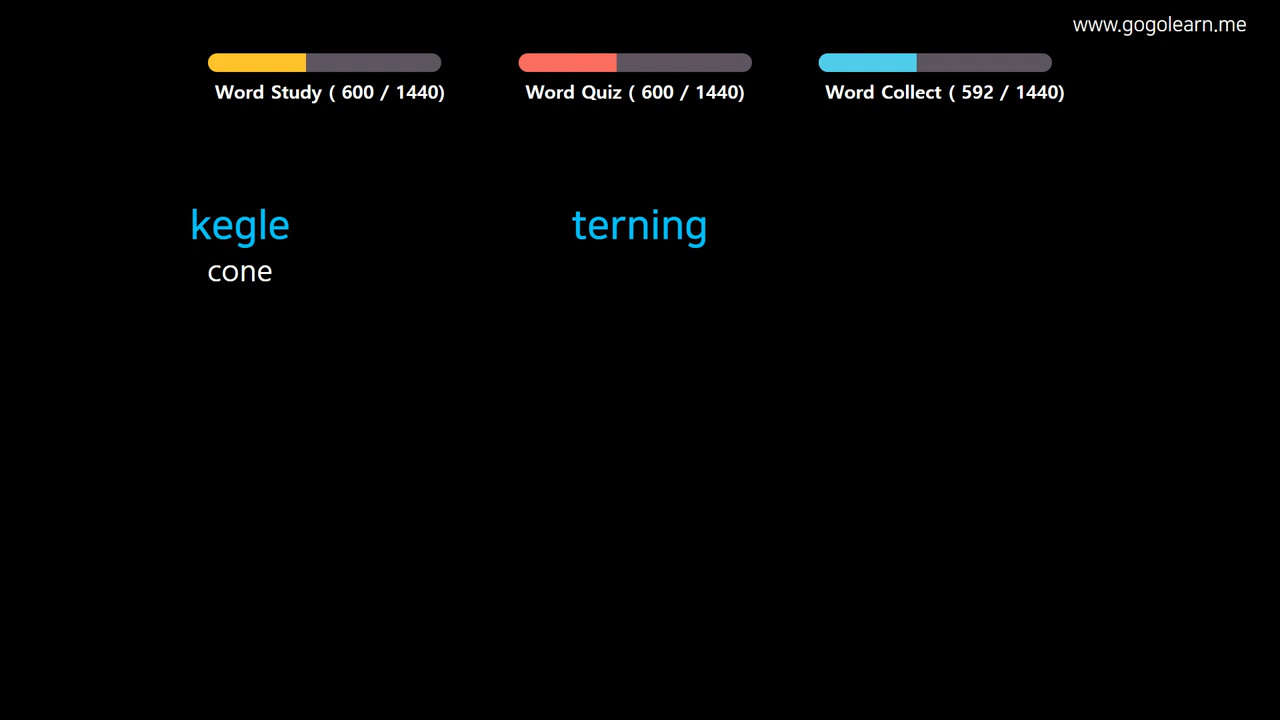 www.gogolearn.me
Word Study ( 600 / 1440)
Word Quiz ( 600 / 1440)
Word Collect ( 592 / 1440)
kegle
cone
terning